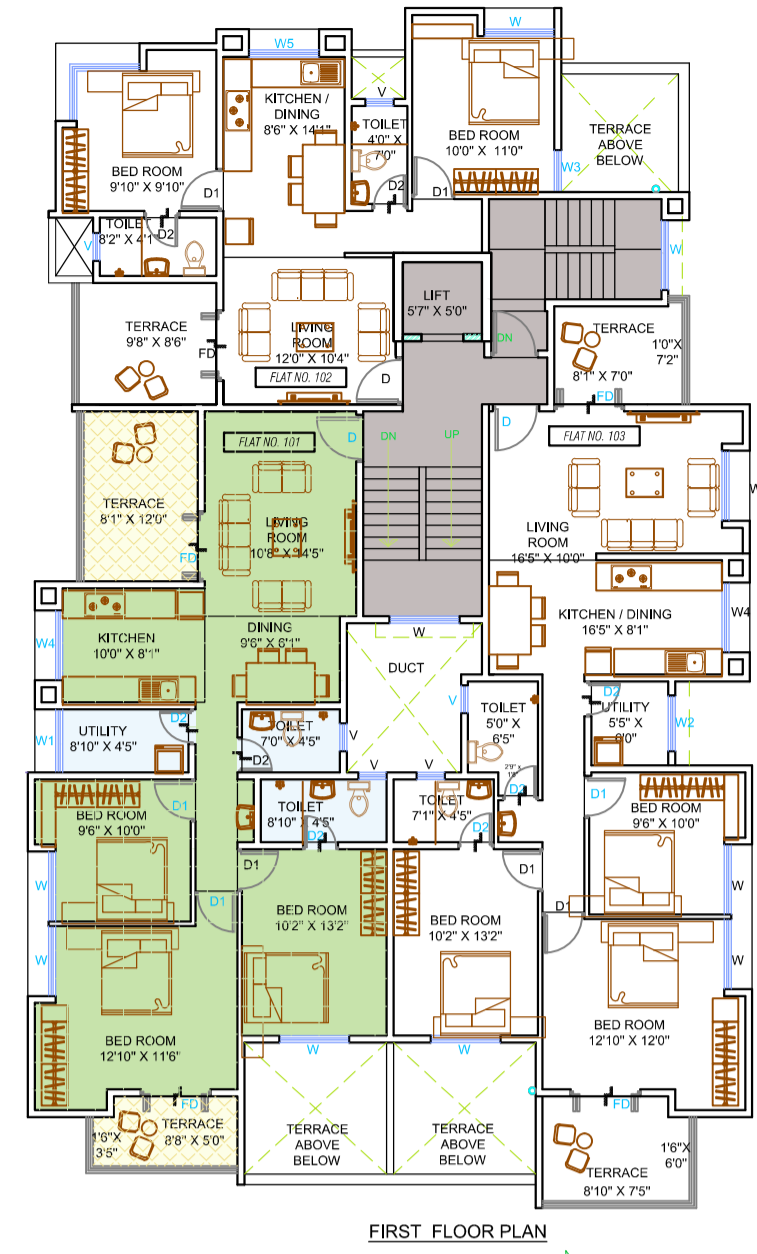 W5
W
KITCHEN /
DINING
8'6" X 14'1"
V
TOILET
4'0" X
7'0"
D2
BED ROOM
9'10" X 9'10"
D1
BED ROOM
10'0" X 11'0"
D1
W3
TERRACE
ABOVE
BELOW
TOILET
8'2" X 4'1"
D2
V
W
LIFT
5'7" X 5'0"
TERRACE
9'8" X 8'6"
FD
LIVING
ROOM
12'0" X 10'4"
FLAT NO. 102
D
DN
TERRACE
8'1" X 7'0"
1'0"X
7'2"
FD
FLAT NO. 101
D
DN
UP
D
FLAT NO. 103
W
TERRACE
8'1" X 12'0"
FD
LIVING
ROOM
10'8" X 14'5"
LIVING
ROOM
16'5" X 10'0"
W4
KITCHEN
10'0" X 8'1"
DINING
9'6" X 6'1"
W
DUCT
KITCHEN / DINING
16'5" X 8'1"
W4
W1
UTILITY
8'10" X 4'5"
D2
TOILET
7'0" X 4'5"
D2
V
V
TOILET
5'0" X
6'5"
D2
UTILITY
5'5" X
6'0"
W2
V
V
2'9" X
D2
D1
BED ROOM
9'6" X 10'0"
TOILET
8'10" X 4'5"
D2
TOILET
7'1" X 4'5"
D2
D1
BED ROOM
9'6" X 10'0"
W
D1
D1
W
D1
BED ROOM
10'2" X 13'2"
BED ROOM
10'2" X 13'2"
D1
W
BED ROOM
12'10" X 11'6"
BED ROOM
12'10" X 12'0"
W
W
W
FD
FD
1'6"X
3'5"
TERRACE
8'8" X 5'0"
TERRACE
ABOVE
BELOW
TERRACE
ABOVE
BELOW
TERRACE
8'10" X 7'5"
1'6"X
6'0"
FIRST FLOOR PLAN